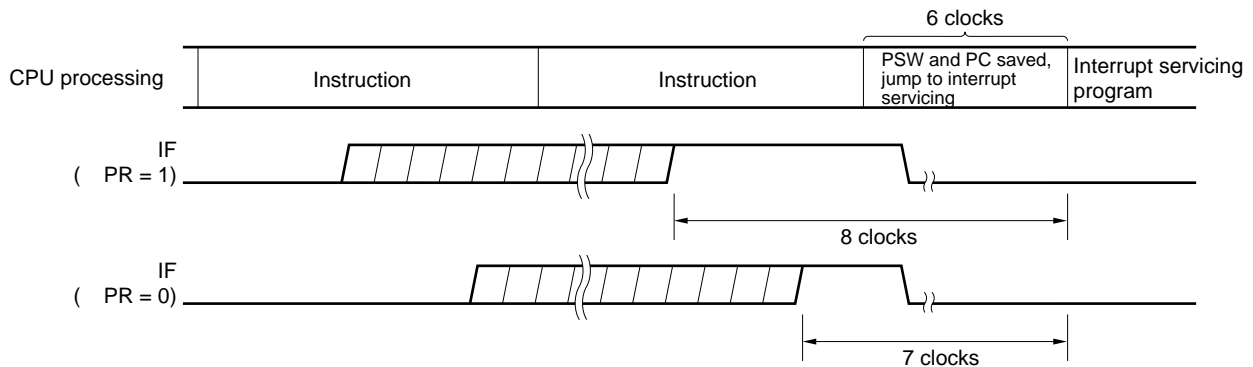 6 clocks
CPU processing
Instruction
Instruction
PSW and PC saved,
jump to interrupt
servicing
Interrupt servicing
program
IF
( PR = 1)
8 clocks
IF
( PR = 0)
7 clocks